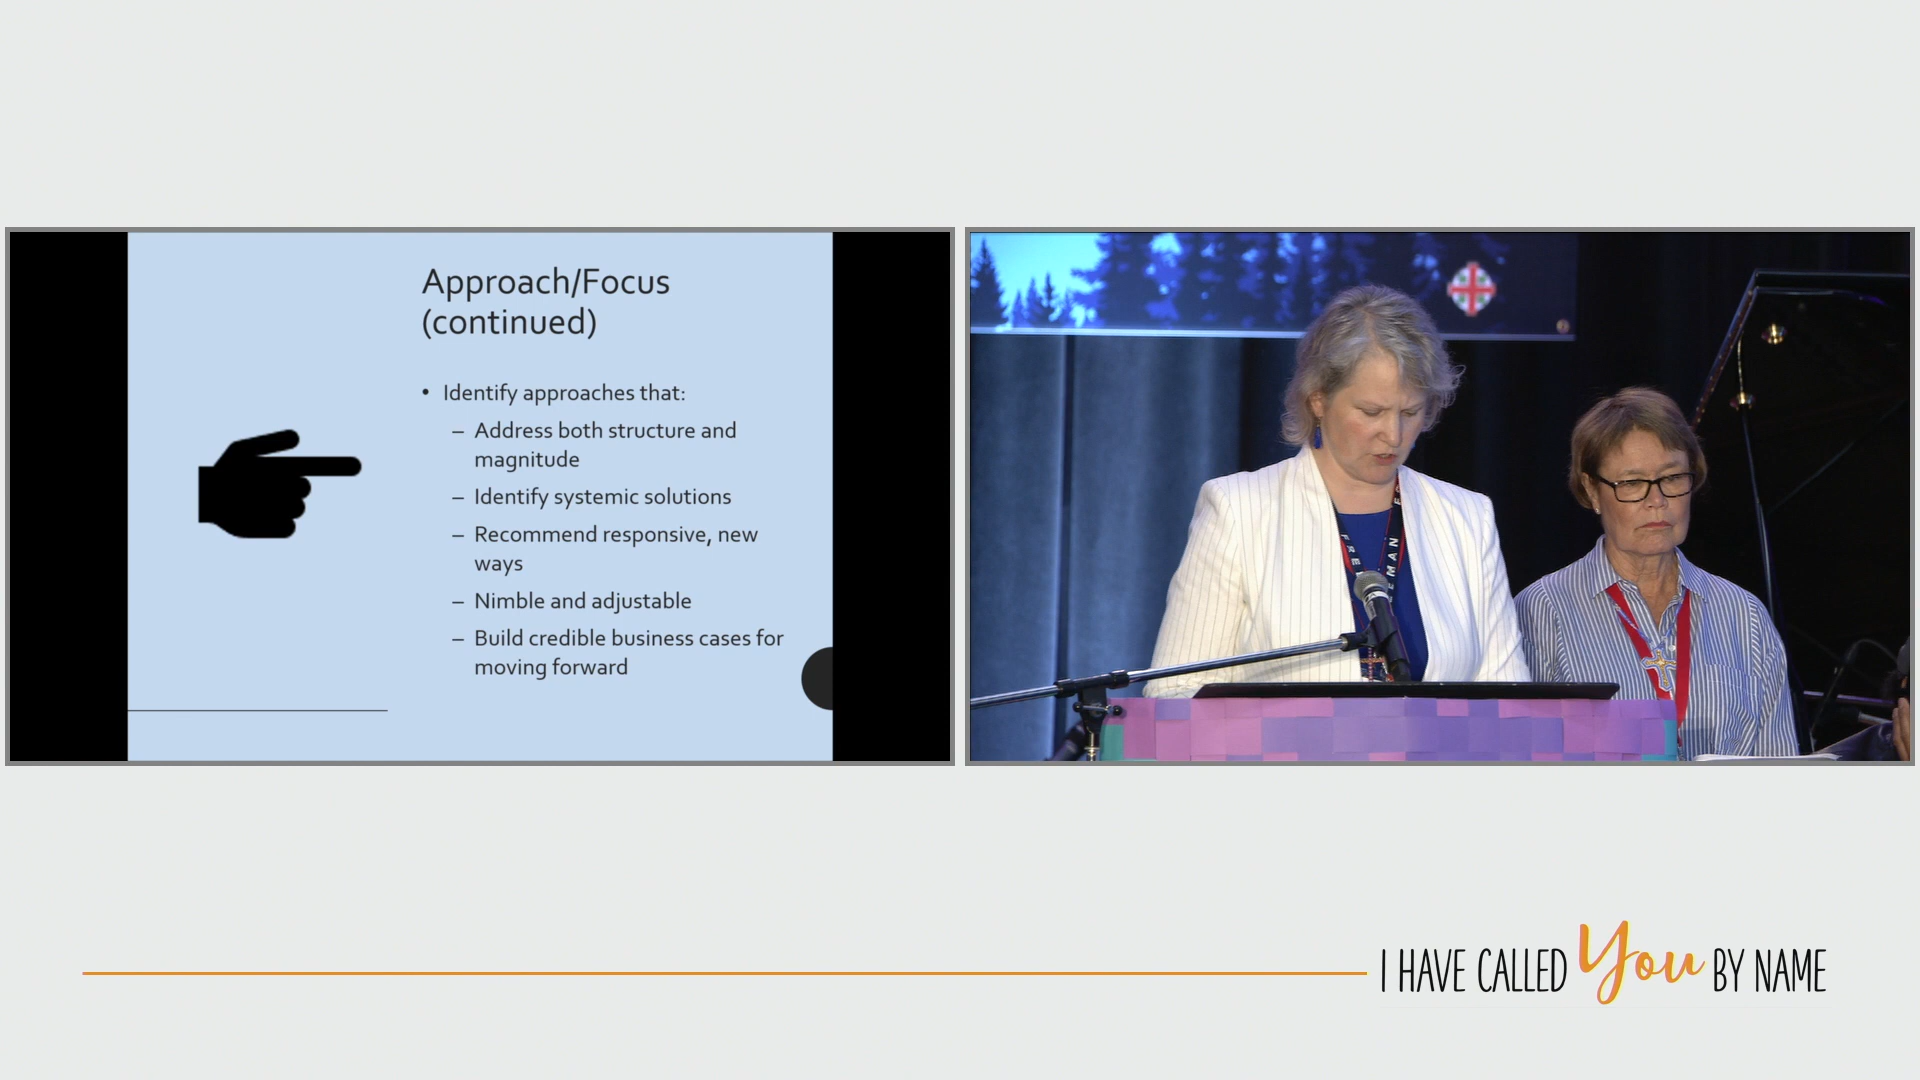 Approach/Focus
(continued)
• Identify approaches that:
– Address both structure and
magnitude
– Identify systemic solutions
– Recommend responsive, new
ways
– Nimble and adjustable
– Build credible business cases for
moving forward
I HAVE CALLED You BY NAME